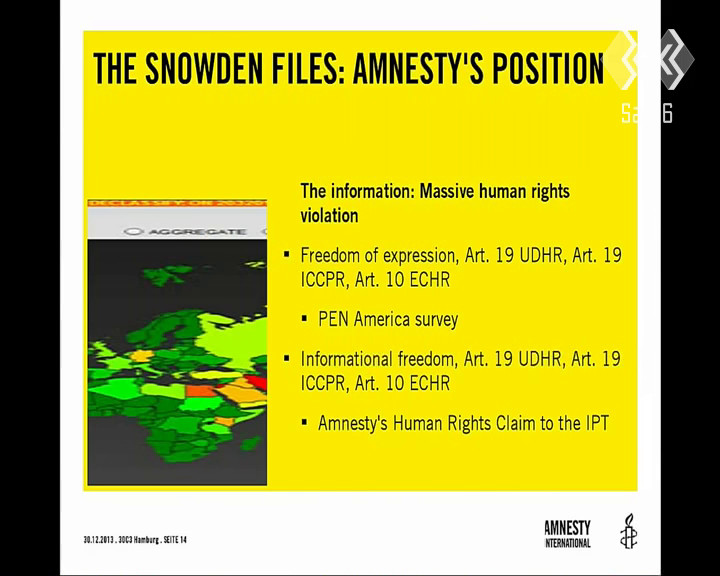 THE SNOWDEN FILES: AMNESTY'S POSITION
DECLASSIFY ON
AGGREGATE
The information: Massive human rights
violation
Freedom of expression, Art. 19 UDHR, Art. 19
ICCPR, Art. 10 ECHR
PEN America survey
Informational freedom, Art. 19 UDHR, Art. 19
ICCPR, Art. 10 ECHR
Amnesty's Human Rights Claim to the IPT
30.12.2013 . 30C3 Hamburg . SEITE 14
AMNESTY
INTERNATIONAL